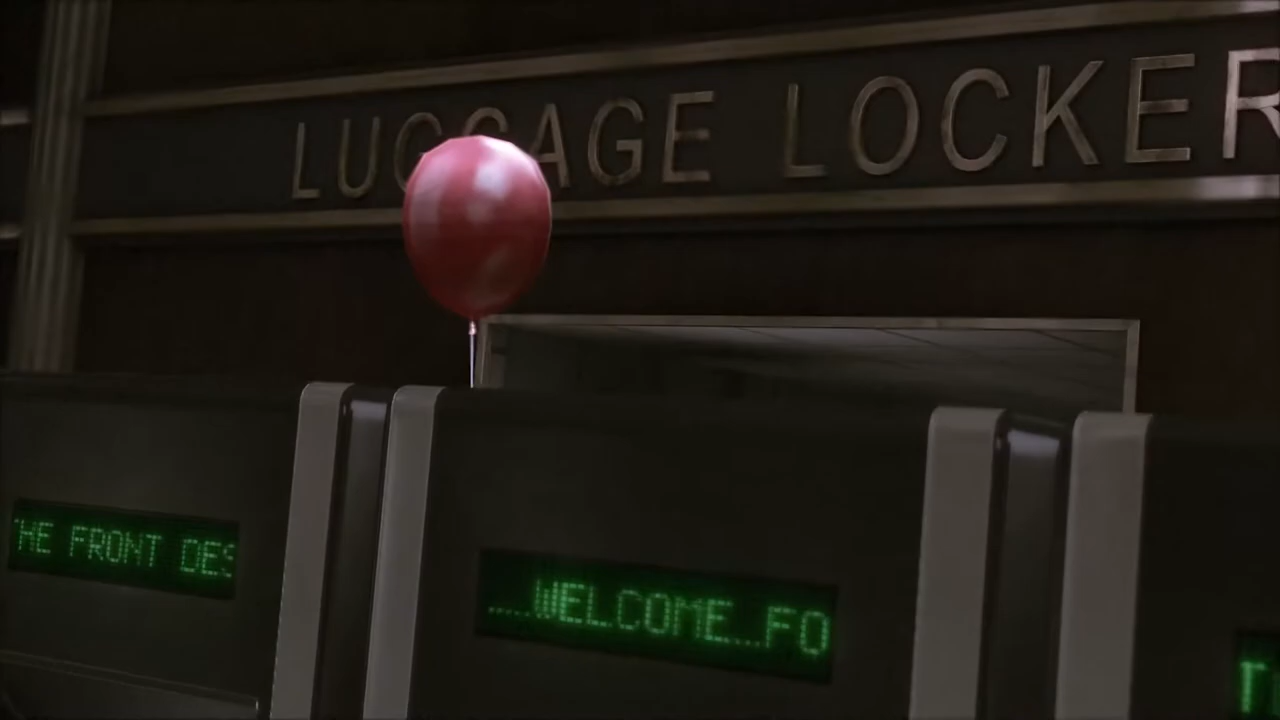 LUGGAGE LOCKER
'HE FRONT DES
.....WELCOME...FO
T